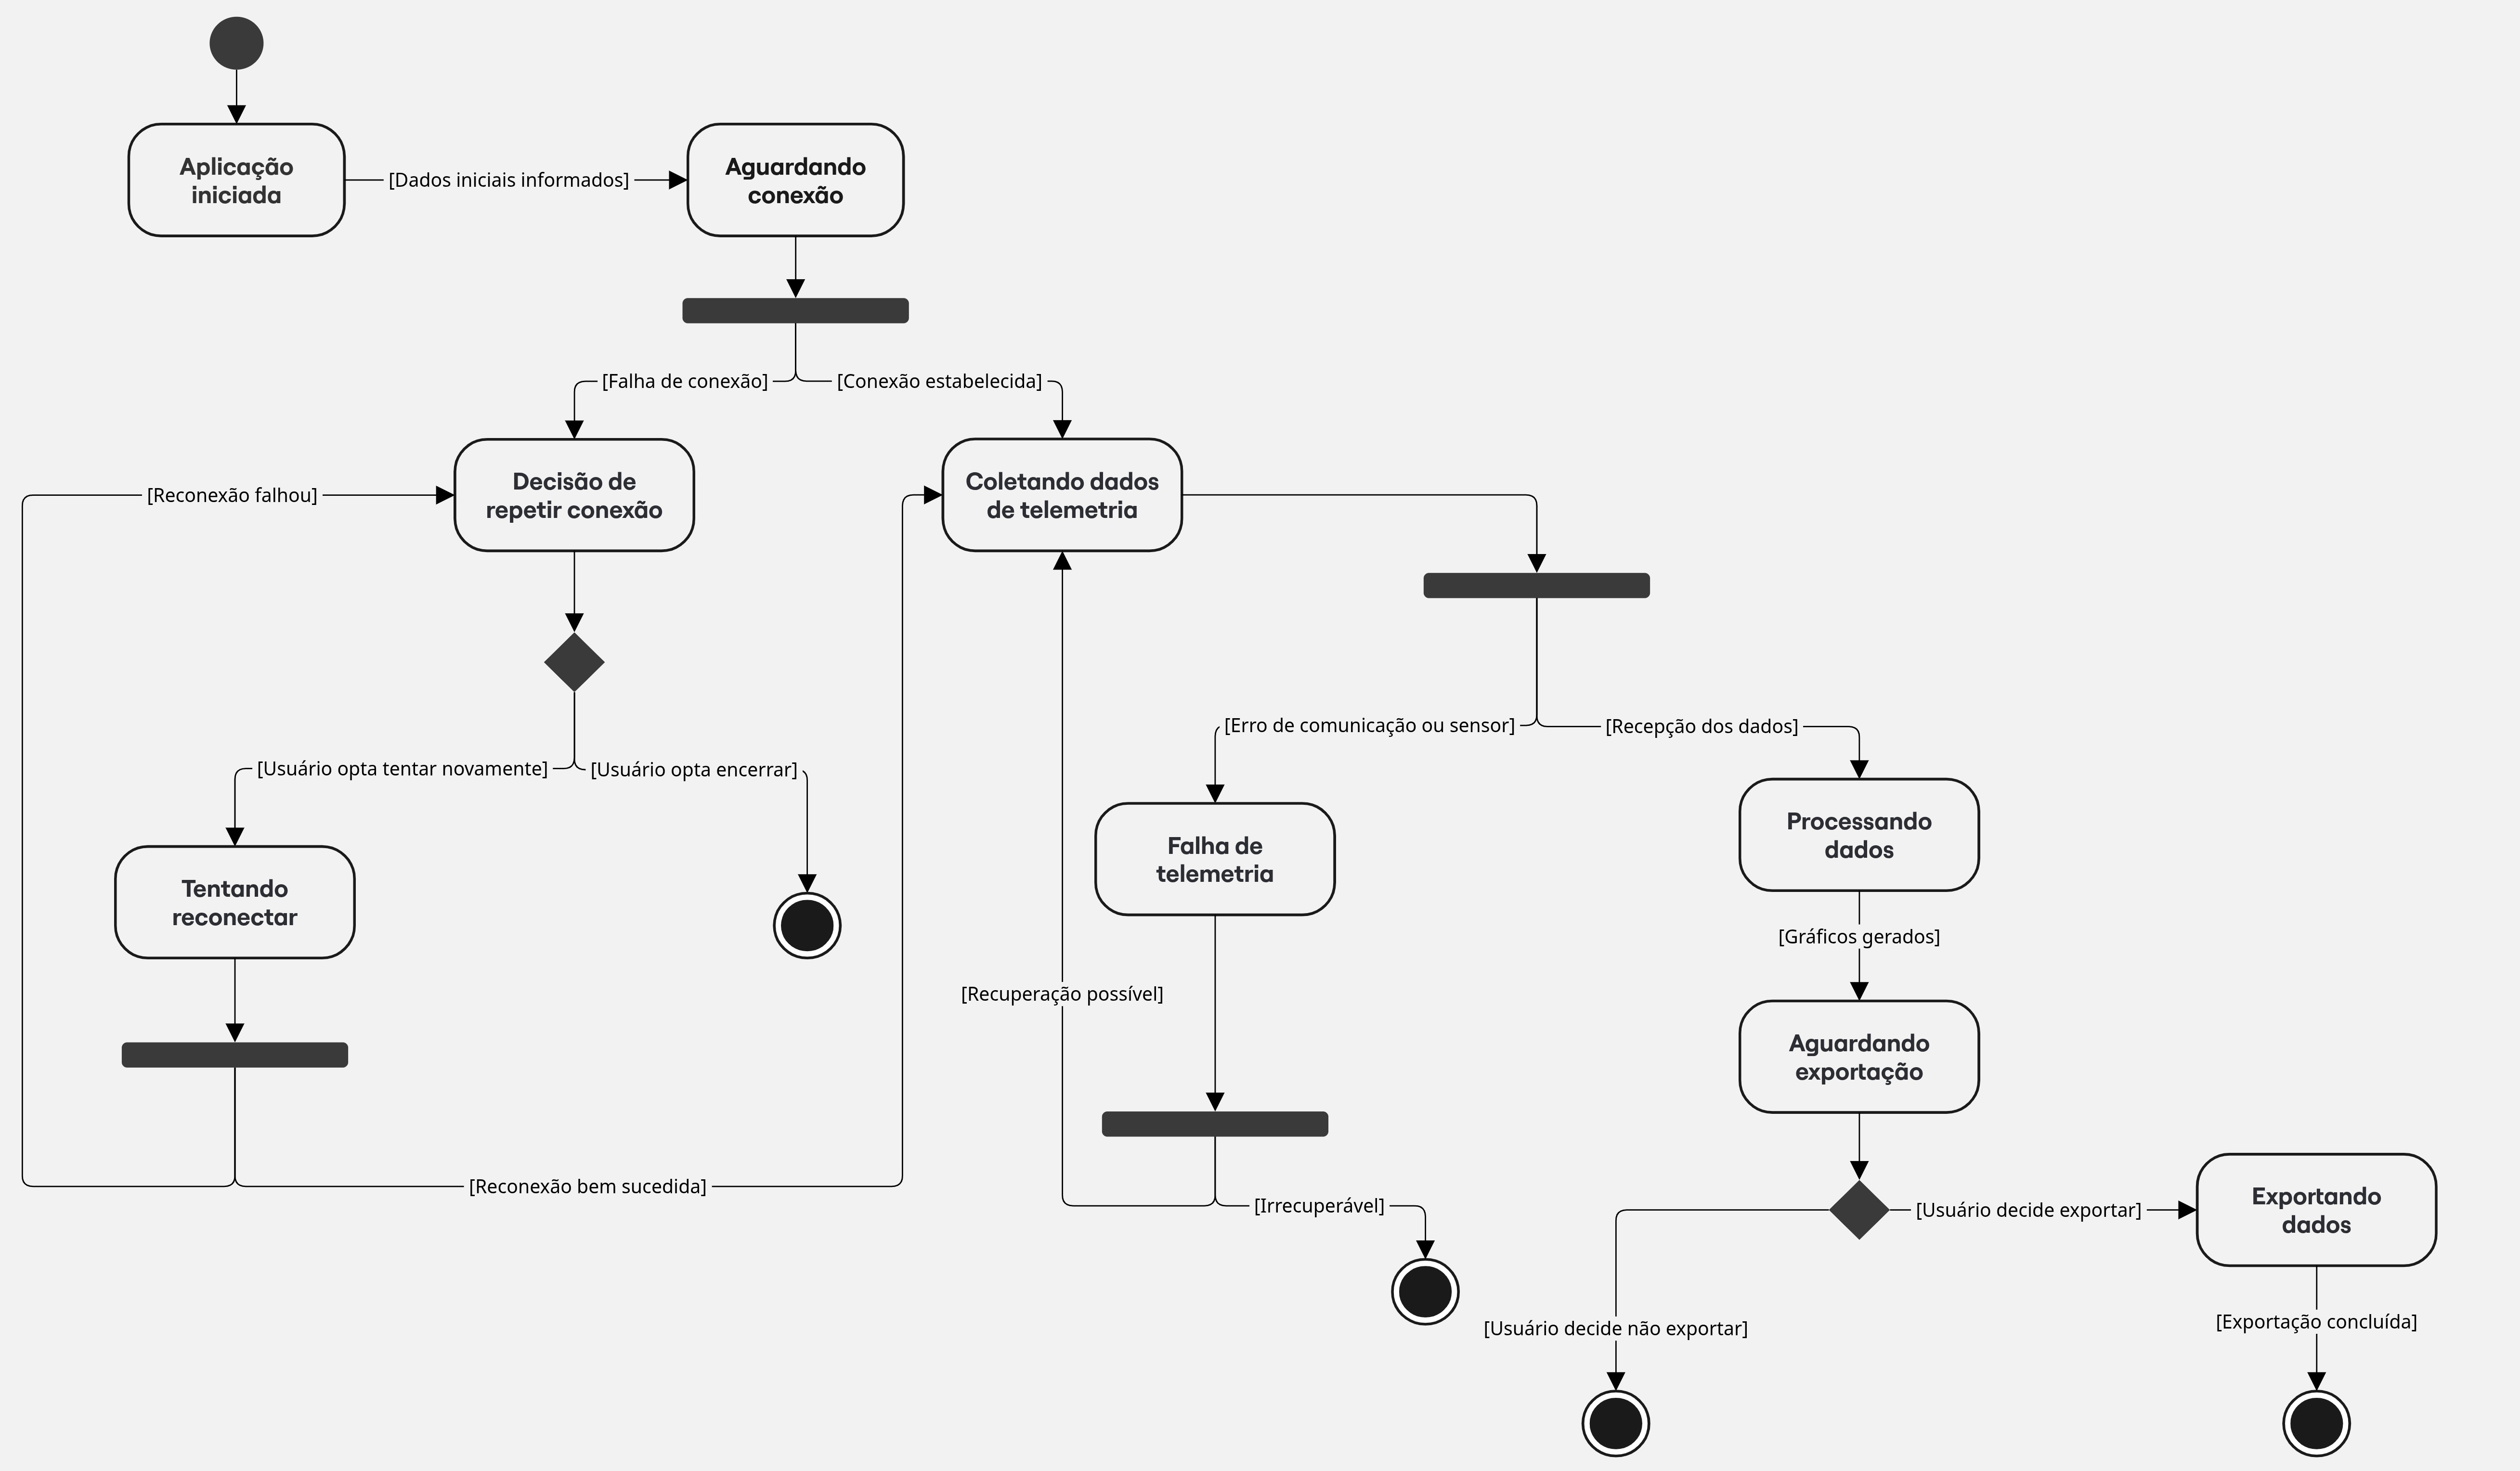 Aplicação
iniciada
[Dados iniciais informados]
Aguardando
conexão
[Falha de conexão]
[Conexão estabelecida]
[Reconexão falhou]
Decisão de
repetir conexão
Coletando dados
de telemetria
[Erro de comunicação ou sensor]
[Recepção dos dados]
[Usuário opta tentar novamente]
[Usuário opta encerrar]
Processando
dados
Falha de
telemetria
Tentando
reconectar
[Gráficos gerados]
[Recuperação possível]
Aguardando
exportação
[Reconexão bem sucedida]
[Irrecuperável]
[Usuário decide exportar]
Exportando
dados
[Usuário decide não exportar]
[Exportação concluída]